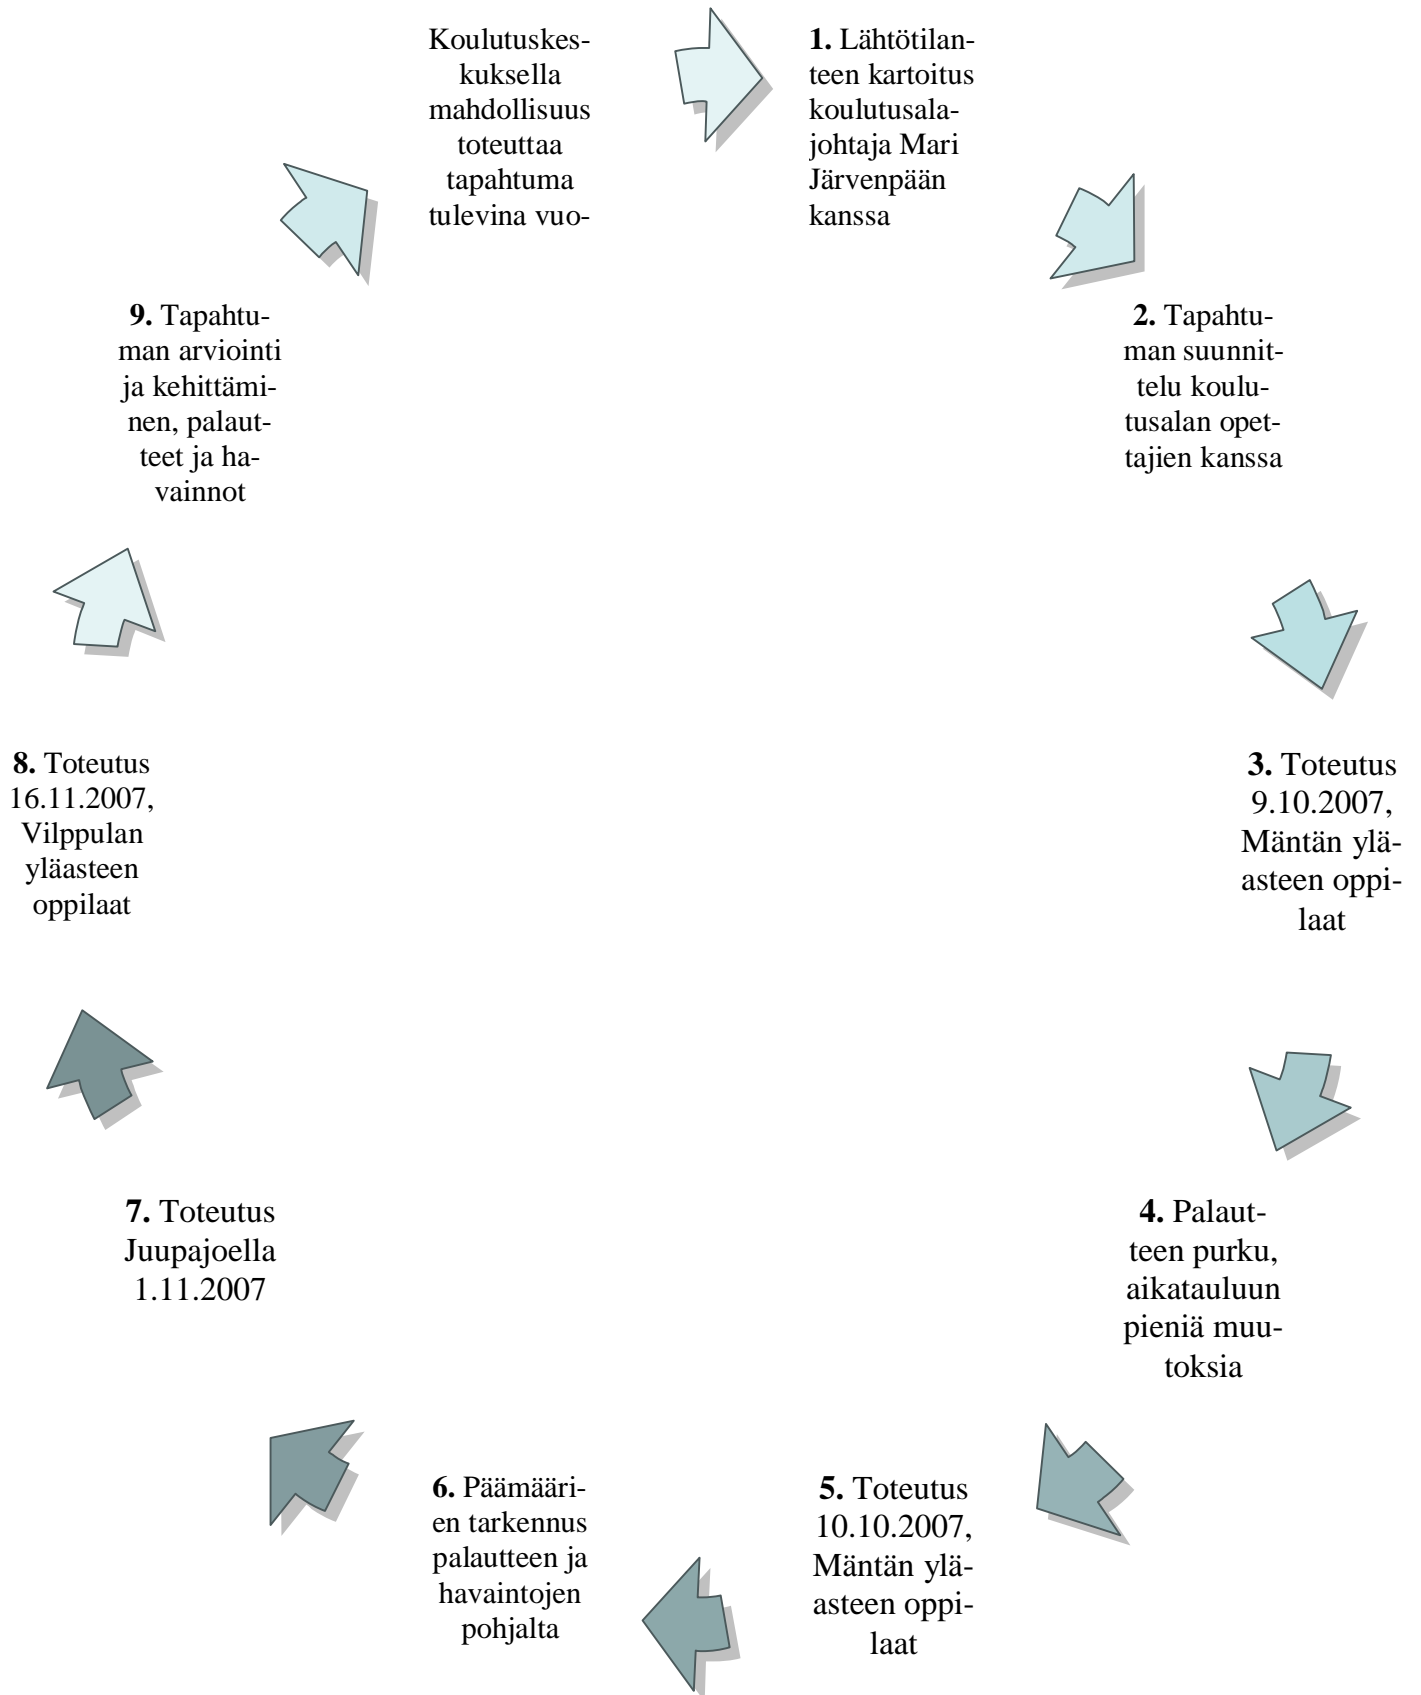 Koulutuskes-
kuksella
mahdollisuus
toteuttaa
tapahtuma
tulevina vuo-
1. Lähtötilan-
teen kartoitus
koulutusala-
johtaja Mari
Järvenpään
kanssa
2. Tapahtu-
man suunnit-
telu koulu-
tusalan opet-
tajien kanssa
3. Toteutus
9.10.2007,
Mäntän ylä-
asteen oppi-
laat
4. Palaut-
teen purku,
aikatauluun
pieniä muu-
toksia
5. Toteutus
10.10.2007,
Mäntän ylä-
asteen oppi-
laat
6. Päämääri-
en tarkennus
palautteen ja
havaintojen
pohjalta
7. Toteutus
Juupajoella
1.11.2007
8. Toteutus
16.11.2007,
Vilppulan
yläasteen
oppilaat
9. Tapahtu-
man arviointi
ja kehittämi-
nen, palaut-
teet ja ha-
vainnot